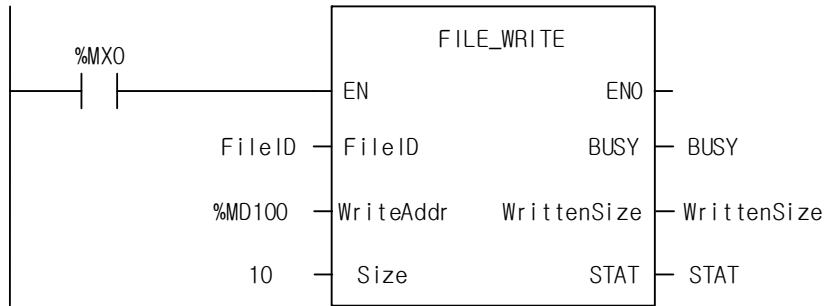 FILE_WRITE
%MX0
EN ENO
FileID FileID BUSY BUSY
%MD100 WriteAddr WrittenSize WrittenSize
10 Size STAT STAT